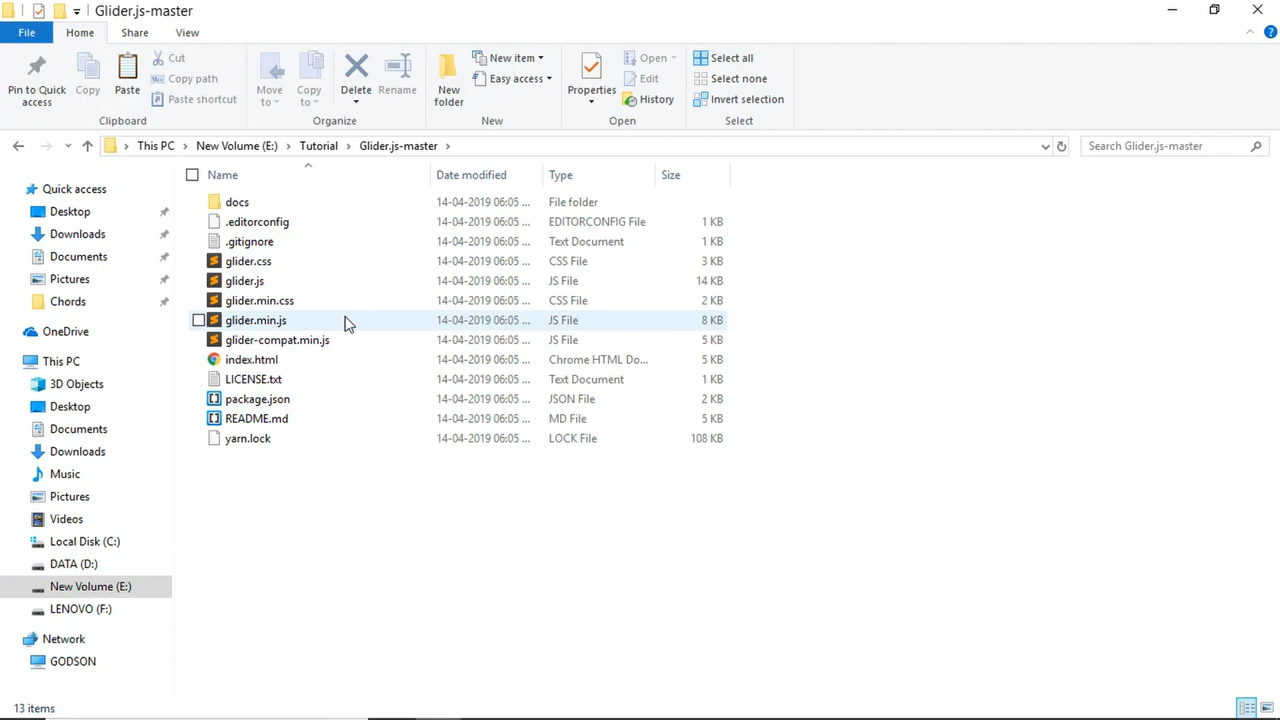 Glider.js-master
File Home Share View
Pin to Quick access
Copy
Paste
Cut
Copy path
Paste shortcut
Clipboard
Move to
Copy to
Delete
Rename
Organize
New folder
New item
Easy access
New
Properties
Open
Edit
History
Open
Select all
Select none
Invert selection
Select
This PC New Volume (E:) Tutorial Glider.js-master
Search Glider.js-master
Quick access
Desktop
Downloads
Documents
Pictures
Chords
OneDrive
This PC
3D Objects
Desktop
Documents
Downloads
Music
Pictures
Videos
Local Disk (C:)
DATA (D:)
New Volume (E:)
LENOVO (F:)
Network
GODSON
Name Date modified Type Size
docs 14-04-2019 06:05 ... File folder
.editorconfig 14-04-2019 06:05 ... EDITORCONFIG File 1 KB
.gitignore 14-04-2019 06:05 ... Text Document 1 KB
glider.css 14-04-2019 06:05 ... CSS File 3 KB
glider.js 14-04-2019 06:05 ... JS File 14 KB
glider.min.css 14-04-2019 06:05 ... CSS File 2 KB
glider.min.js 14-04-2019 06:05 ... JS File 8 KB
glider-compat.min.js 14-04-2019 06:05 ... JS File 5 KB
index.html 14-04-2019 06:05 ... Chrome HTML Do... 5 KB
LICENSE.txt 14-04-2019 06:05 ... Text Document 1 KB
package.json 14-04-2019 06:05 ... JSON File 2 KB
README.md 14-04-2019 06:05 ... MD File 5 KB
yarn.lock 14-04-2019 06:05 ... LOCK File 108 KB
13 items